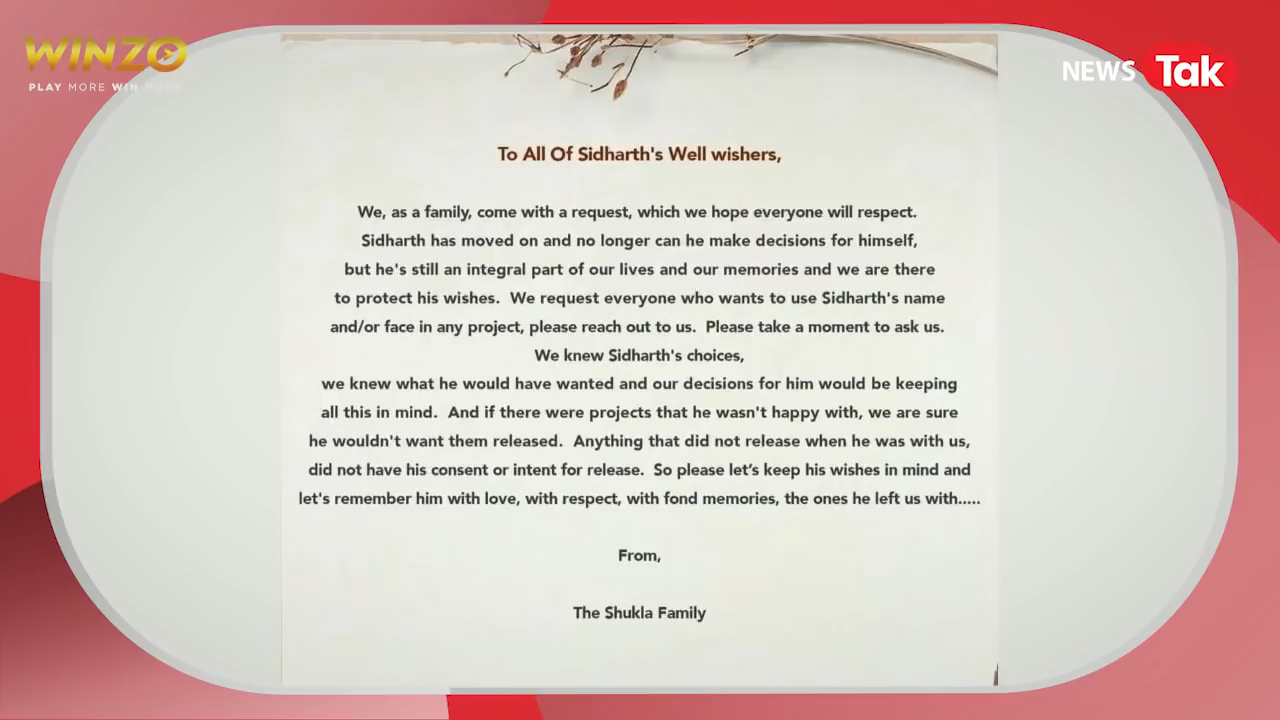 WINZO
PLAY MORE WIN MORE
NEWS Tak
To All Of Sidharth's Well wishers,
We, as a family, come with a request, which we hope everyone will respect.
Sidharth has moved on and no longer can he make decisions for himself,
but he's still an integral part of our lives and our memories and we are there
to protect his wishes. We request everyone who wants to use Sidharth's name
and/or face in any project, please reach out to us. Please take a moment to ask us.
We knew Sidharth's choices,
we knew what he would have wanted and our decisions for him would be keeping
all this in mind. And if there were projects that he wasn't happy with, we are sure
he wouldn't want them released. Anything that did not release when he was with us,
did not have his consent or intent for release. So please let’s keep his wishes in mind and
let's remember him with love, with respect, with fond memories, the ones he left us with.....
From,
The Shukla Family